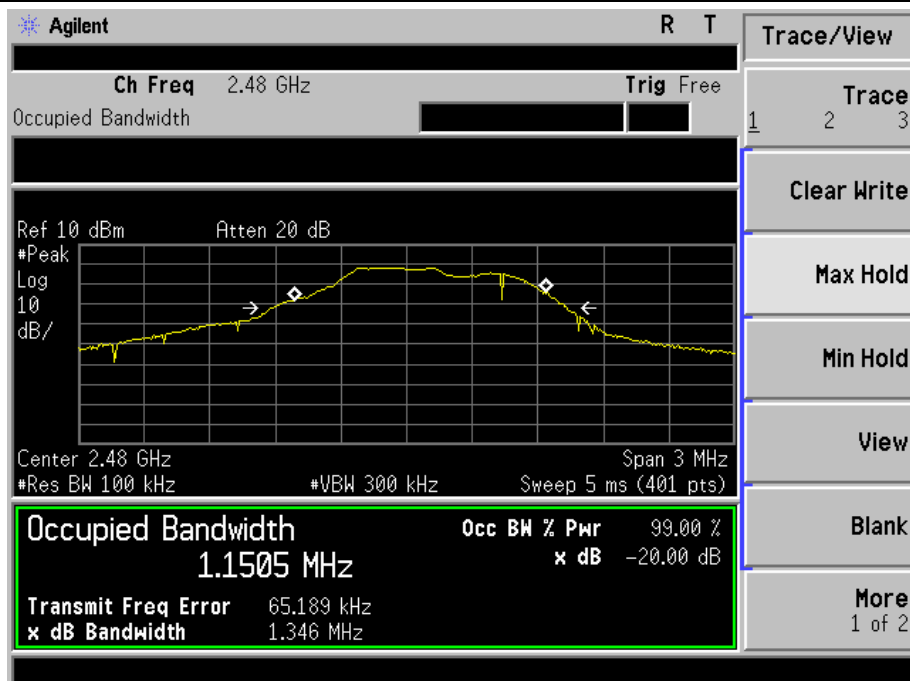 Agilent R T
Trace/View
Ch Freq 2.48 GHz Trig Free
Occupied Bandwidth
Trace
1 2 3
Clear Write
Ref 10 dBm Atten 20 dB
#Peak
Log
10
dB/
Max Hold
Min Hold
View
Center 2.48 GHz Span 3 MHz
#Res BW 100 kHz #VBW 300 kHz Sweep 5 ms (401 pts)
Occupied Bandwidth
1.1505 MHz
Occ BW % Pwr 99.00 %
x dB -20.00 dB
Transmit Freq Error 65.189 kHz
x dB Bandwidth 1.346 MHz
Blank
More
1 of 2